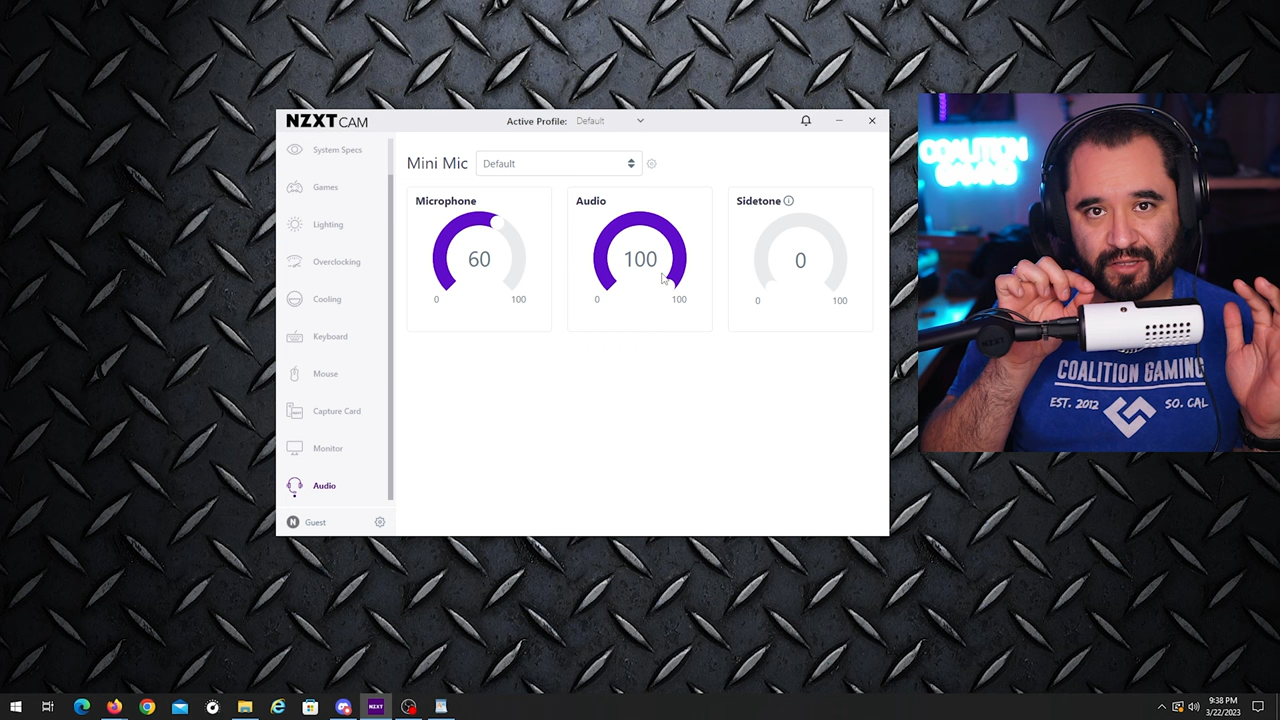 NZXT CAM
Active Profile: Default
System Specs
Games
Lighting
Overclocking
Cooling
Keyboard
Mouse
Capture Card
Monitor
Audio
N Guest
Mini Mic Default
Microphone
60
0 100
Audio
100
0 100
Sidetone
0
0 100
COALITION
GAMING
NZXT
COALITION GAMING
EST. 2012 SO. CAL
NZXT
9:38 PM
3/22/2023